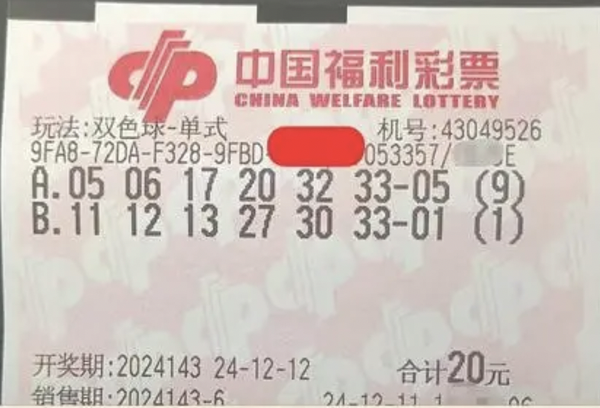 中国福利彩票
CHINA WELFARE LOTTERY
玩法:双色球-单式 机号:43049526
9FA8-72DA-F328-9FBD- 053357/ E
A.05 06 17 20 32 33-05 (9)
B.11 12 13 27 30 33-01 (1)
开奖期:2024143 24-12-12 合计20元
销售期:2024143-6 24-12-11